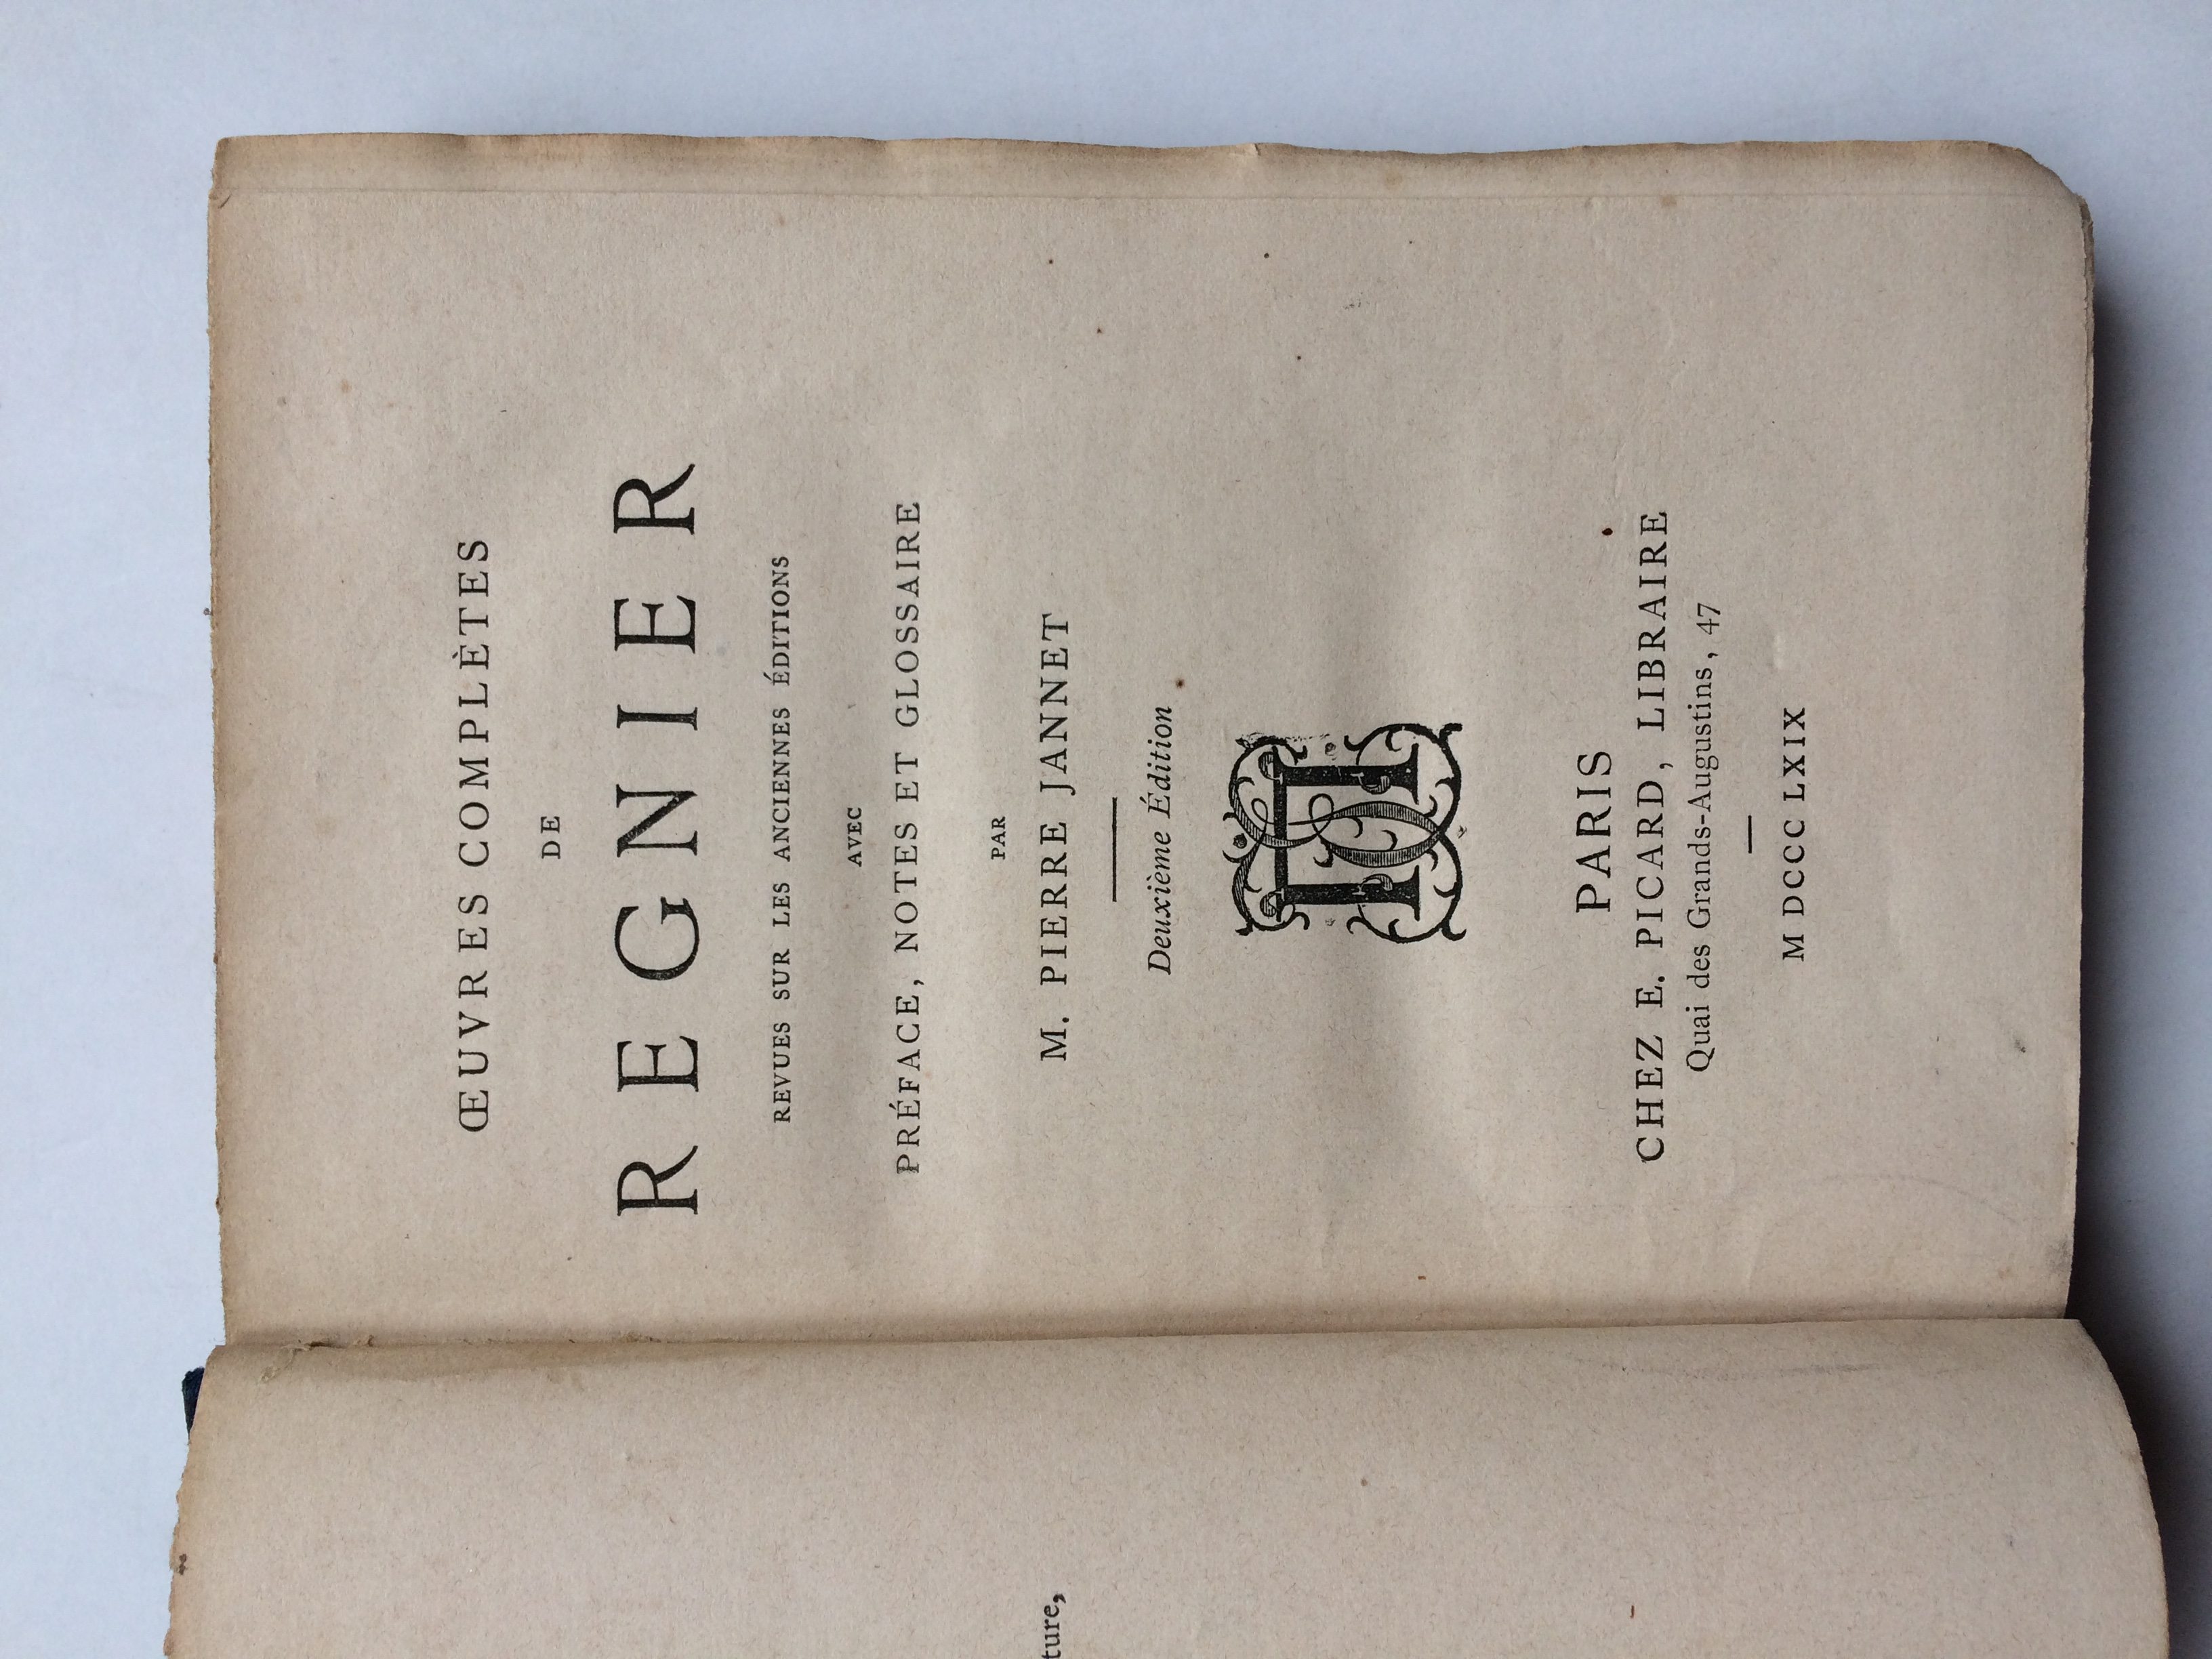 ŒUVRES COMPLÈTES
DE
REGNIER
REVUES SUR LES ANCIENNES ÉDITIONS
AVEC
PRÉFACE, NOTES ET GLOSSAIRE
PAR
M. PIERRE JANNET
Deuxième Édition
PARIS
CHEZ E. PICARD, LIBRAIRE
Quai des Grands-Augustins, 47
M DCCC LXIX
ture,